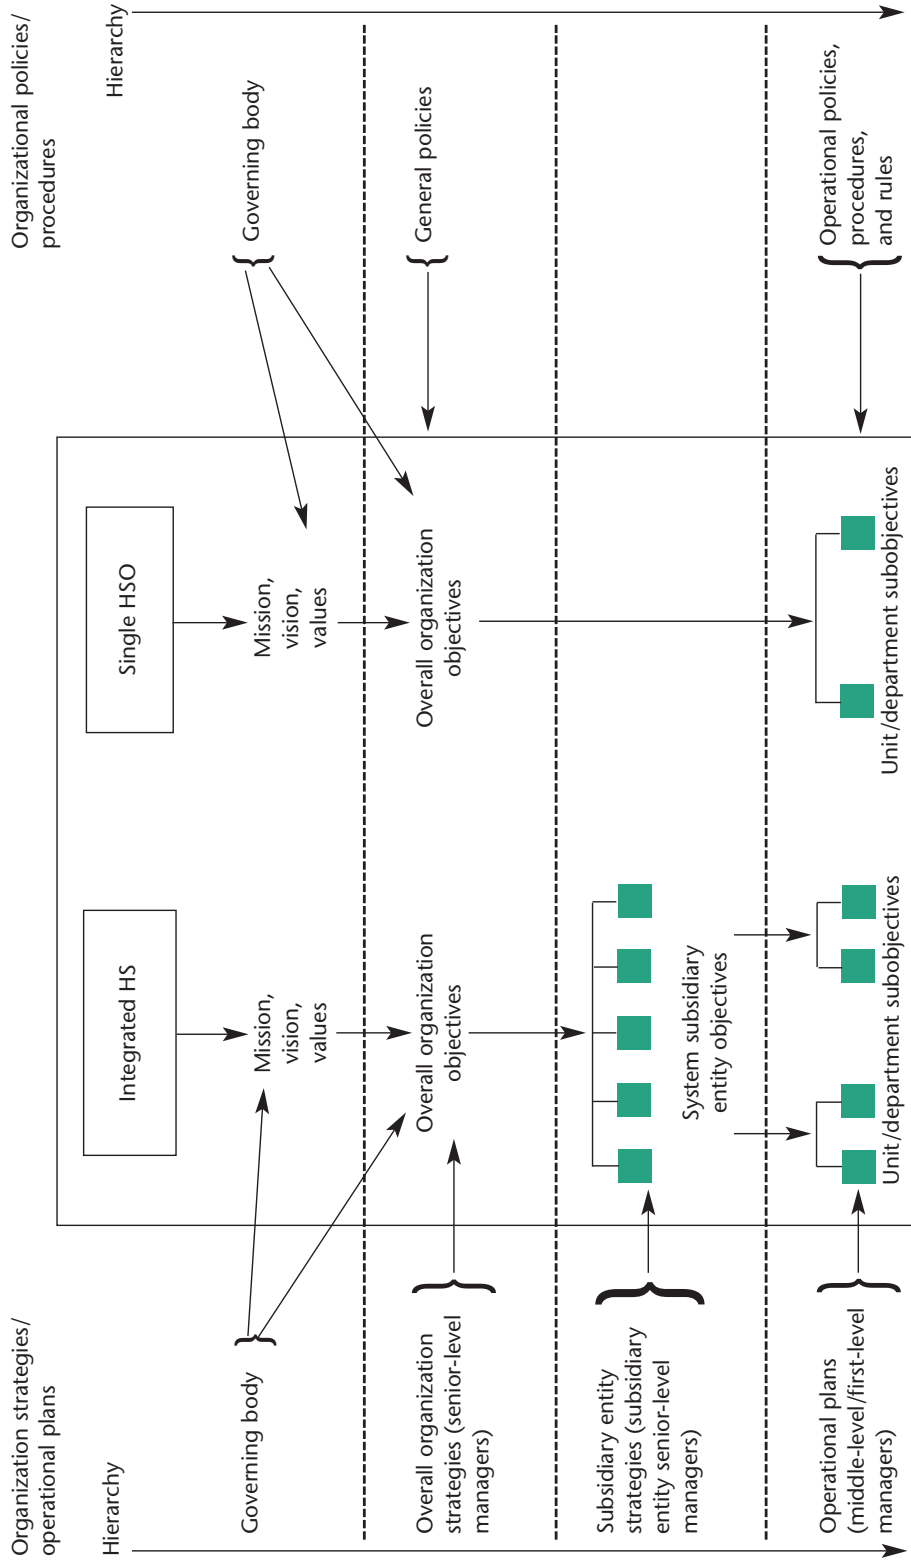 Organization strategies/
operational plans
Organizational policies/
procedures
Hierarchy
Hierarchy
Integrated HS
Single HSO
Governing body
Mission,
vision,
values
Mission,
vision,
values
Governing body
Overall organization
strategies (senior-level
managers)
Overall organization
objectives
Overall organization
objectives
General policies
Subsidiary entity
strategies (subsidiary
entity senior-level
managers)
System subsidiary
entity objectives
Operational plans
(middle-level/first-level
managers)
Unit/department subobjectives
Unit/department subobjectives
Operational policies,
procedures,
and rules